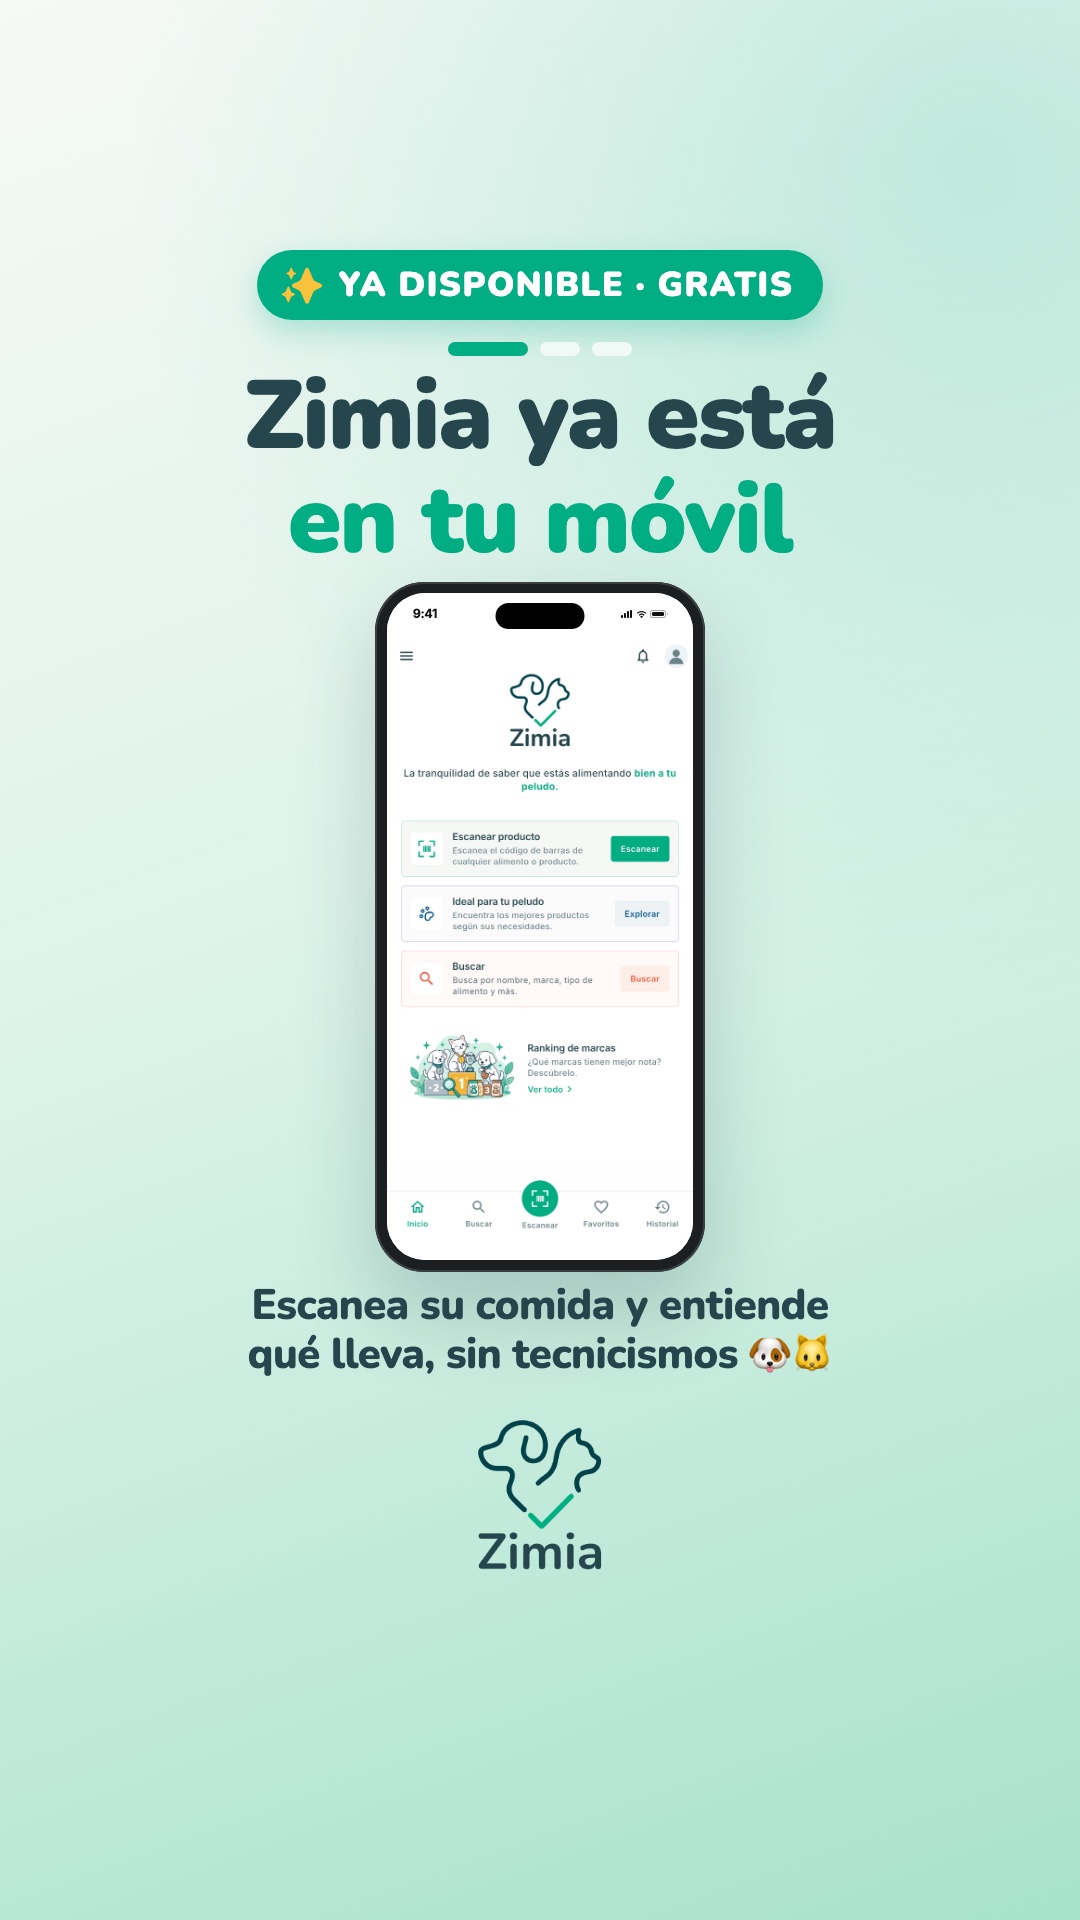 ✨ YA DISPONIBLE · GRATIS
Zimia ya está
en tu móvil
9:41
Zimia
La tranquilidad de saber que estás alimentando bien a tu
peludo.
Escanear producto
Escanea el código de barras de
cualquier alimento o producto.
Escanear
Ideal para tu peludo
Encuentra los mejores productos
según sus necesidades.
Explorar
Buscar
Busca por nombre, marca, tipo de
alimento y más.
Buscar
2
1
3
Ranking de marcas
¿Qué marcas tienen mejor nota?
Descúbrelo.
Ver todo
Inicio
Buscar
Escanear
Favoritos
Historial
Escanea su comida y entiende
qué lleva, sin tecnicismos 🐶🐱
Zimia